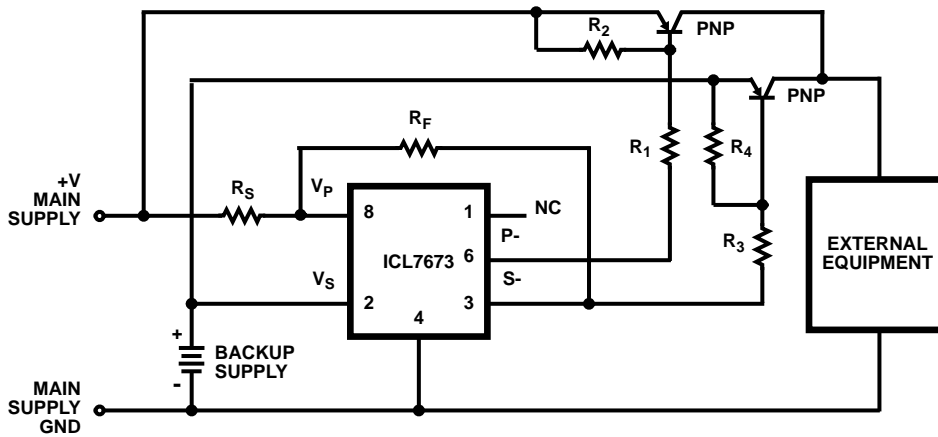 R2
PNP
PNP
RF
R1
R4
+V
MAIN
SUPPLY
RS
VP
8
1
NC
P-
ICL7673
6
R3
EXTERNAL
EQUIPMENT
VS
S-
2
4
3
+
BACKUP
SUPPLY
-
MAIN
SUPPLY
GND